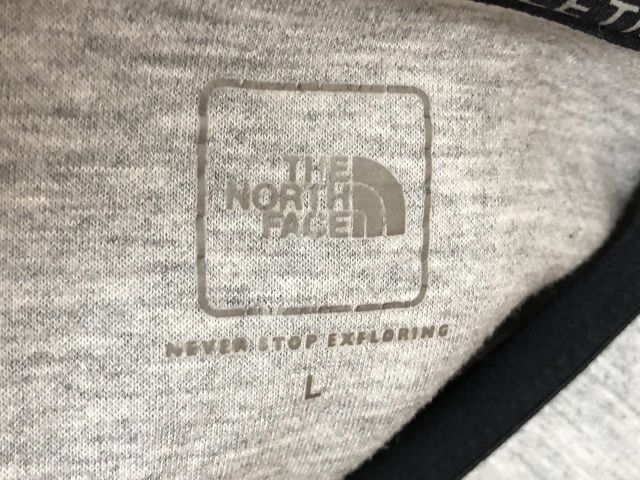 THE
NORTH
FACE
NEVER STOP EXPLORING
L